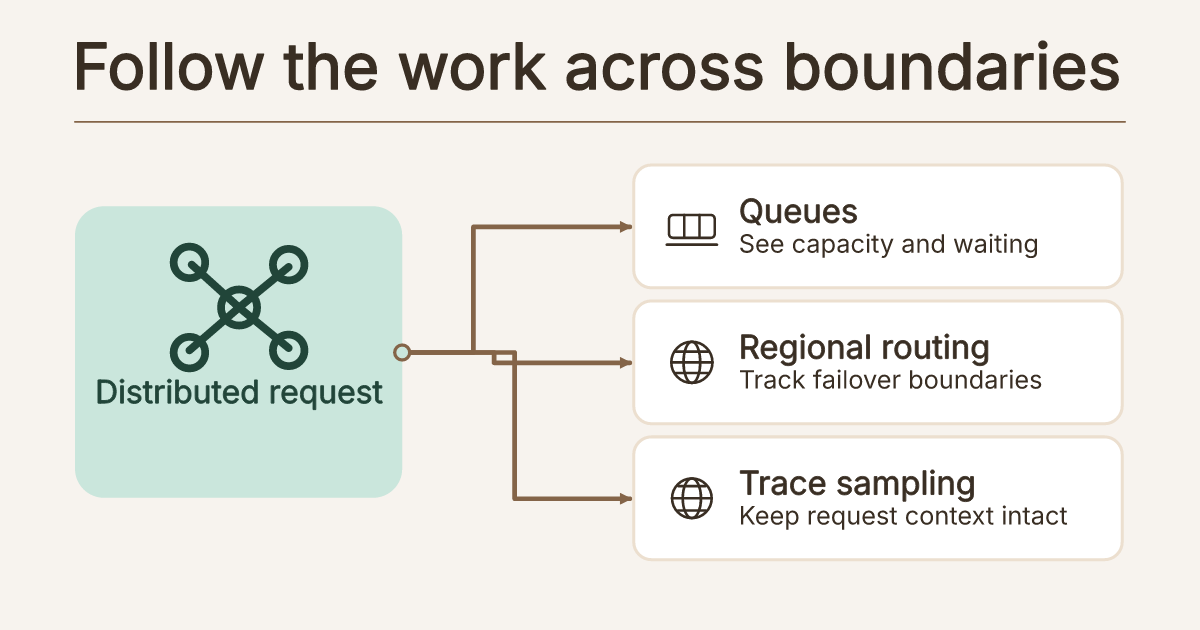 Follow the work across boundaries
Distributed request
Queues
See capacity and waiting
Regional routing
Track failover boundaries
Trace sampling
Keep request context intact